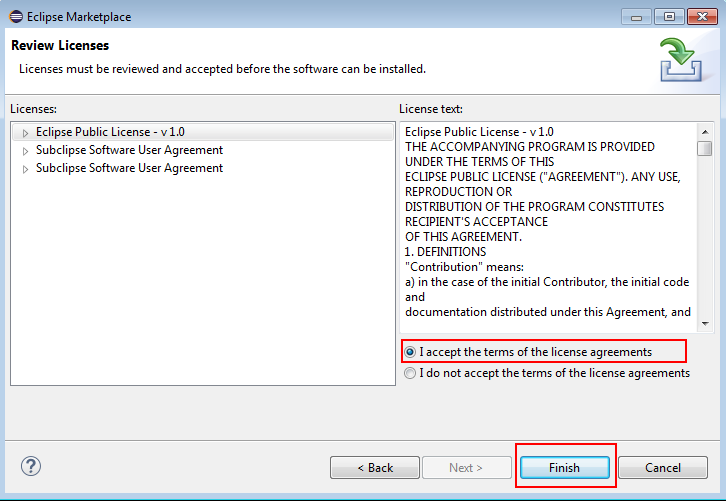 Eclipse Marketplace
Review Licenses
Licenses must be reviewed and accepted before the software can be installed.
Licenses:
Eclipse Public License - v 1.0
Subclipse Software User Agreement
Subclipse Software User Agreement
License text:
Eclipse Public License - v 1.0
THE ACCOMPANYING PROGRAM IS PROVIDED
UNDER THE TERMS OF THIS
ECLIPSE PUBLIC LICENSE ("AGREEMENT"). ANY USE,
REPRODUCTION OR
DISTRIBUTION OF THE PROGRAM CONSTITUTES
RECIPIENT'S ACCEPTANCE
OF THIS AGREEMENT.
1. DEFINITIONS
"Contribution" means:
a) in the case of the initial Contributor, the initial code
and
documentation distributed under this Agreement, and
I accept the terms of the license agreements
I do not accept the terms of the license agreements
?
< Back
Next >
Finish
Cancel